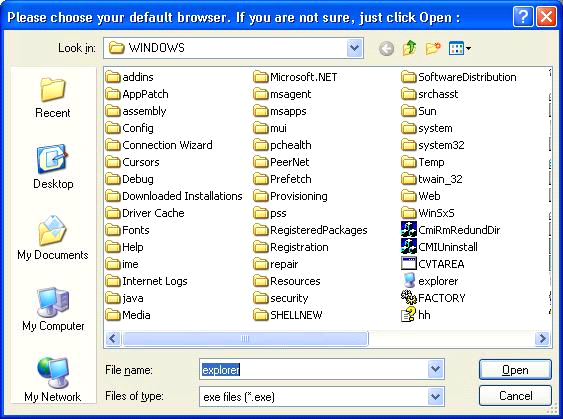 Please choose your default browser. If you are not sure, just click Open :
Look in: WINDOWS
Recent
Desktop
My Documents
My Computer
My Network
addins
AppPatch
assembly
Config
Connection Wizard
Cursors
Debug
Downloaded Installations
Driver Cache
Fonts
Help
ime
Internet Logs
java
Media
Microsoft.NET
msagent
msapps
mui
pchealth
PeerNet
Prefetch
Provisioning
pss
RegisteredPackages
Registration
repair
Resources
security
SHELLNEW
SoftwareDistribution
srchasst
Sun
system
system32
Temp
twain_32
Web
WinSxS
CmiRmRedundDir
CMIUninstall
CVTAREA
explorer
FACTORY
hh
File name: explorer Open
Files of type: exe files (*.exe) Cancel